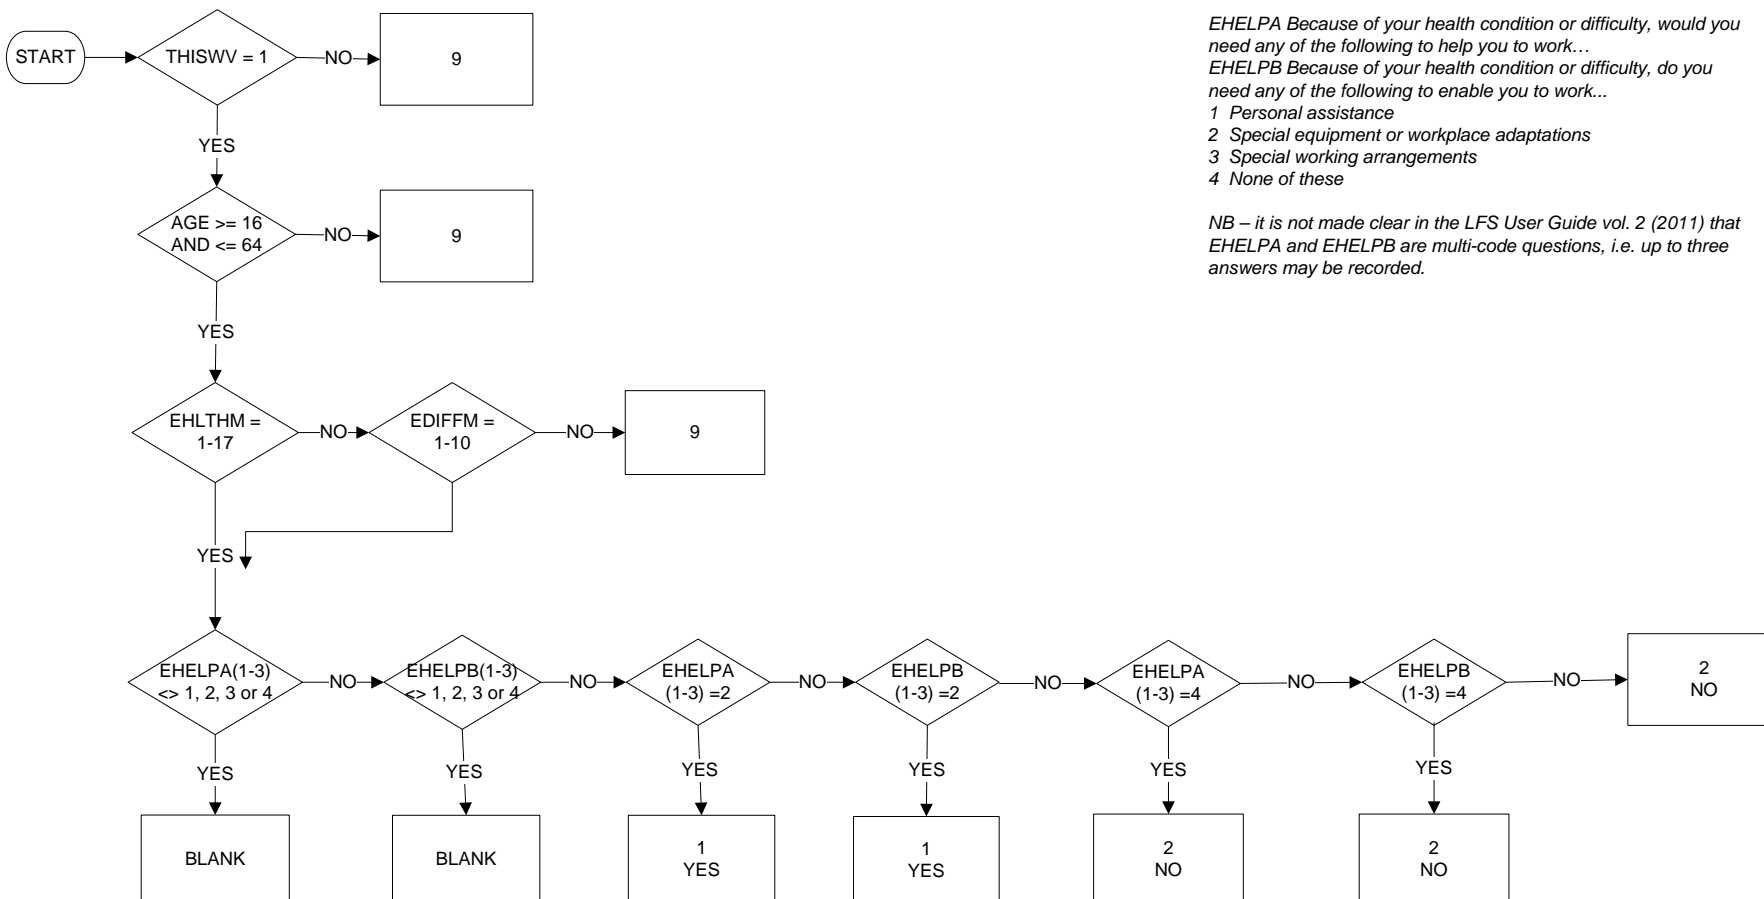 START
THISWV = 1
NO
9
YES
AGE >= 16
AND <= 64
NO
9
YES
EHLTHM =
1-17
NO
EDIFFM =
1-10
NO
9
YES
EHELPA(1-3)
<> 1, 2, 3 or 4
NO
EHELPB(1-3)
<> 1, 2, 3 or 4
NO
EHELPA
(1-3) =2
NO
EHELPB
(1-3) =2
NO
EHELPA
(1-3) =4
NO
EHELPB
(1-3) =4
NO
2
NO
YES
YES
YES
YES
YES
YES
BLANK
BLANK
1
YES
1
YES
2
NO
2
NO
EHELPA Because of your health condition or difficulty, would you
need any of the following to help you to work…
EHELPB Because of your health condition or difficulty, do you
need any of the following to enable you to work...
1 Personal assistance
2 Special equipment or workplace adaptations
3 Special working arrangements
4 None of these
NB – it is not made clear in the LFS User Guide vol. 2 (2011) that
EHELPA and EHELPB are multi-code questions, i.e. up to three
answers may be recorded.